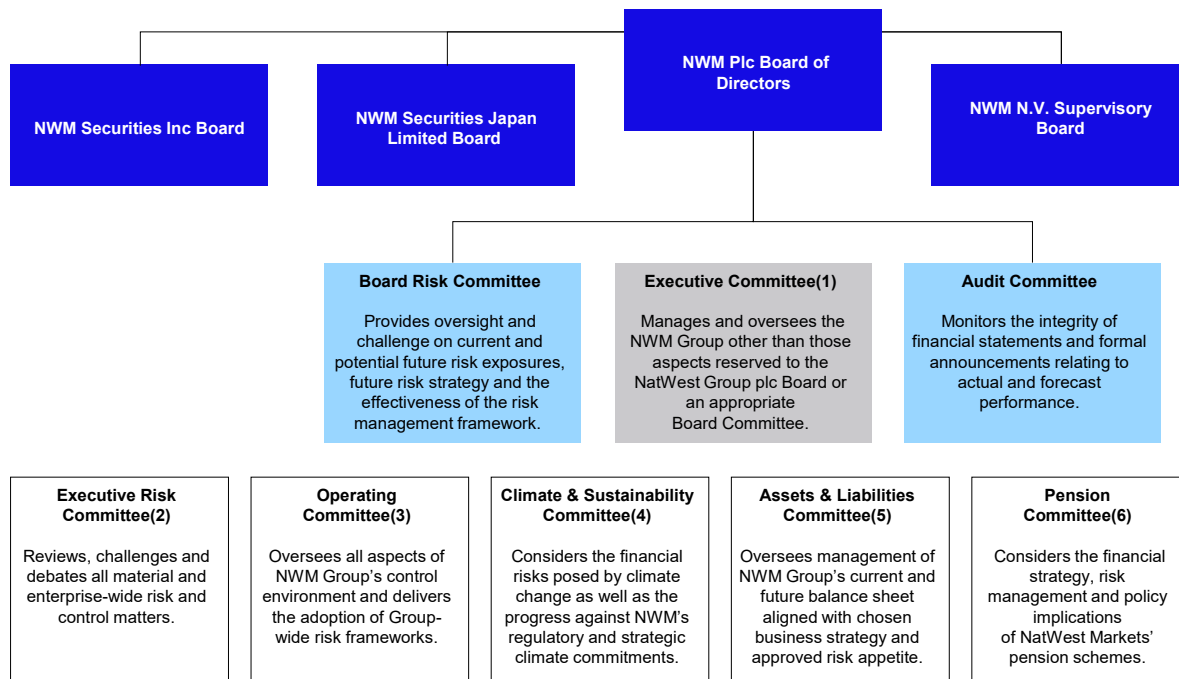 NWM Plc Board of
Directors
NWM Securities Inc Board
NWM Securities Japan
Limited Board
NWM N.V. Supervisory
Board
Board Risk Committee
Provides oversight and
challenge on current and
potential future risk exposures,
future risk strategy and the
effectiveness of the risk
management framework.
Executive Committee(1)
Manages and oversees the
NWM Group other than those
aspects reserved to the
NatWest Group plc Board or
an appropriate
Board Committee.
Audit Committee
Monitors the integrity of
financial statements and formal
announcements relating to
actual and forecast
performance.
Executive Risk
Committee(2)
Reviews, challenges and
debates all material and
enterprise-wide risk and
control matters.
Operating
Committee(3)
Oversees all aspects of
NWM Group’s control
environment and delivers
the adoption of Group-
wide risk frameworks.
Climate & Sustainability
Committee(4)
Considers the financial
risks posed by climate
change as well as the
progress against NWM’s
regulatory and strategic
climate commitments.
Assets & Liabilities
Committee(5)
Oversees management of
NWM Group’s current and
future balance sheet
aligned with chosen
business strategy and
approved risk appetite.
Pension
Committee(6)
Considers the financial
strategy, risk
management and policy
implications
of NatWest Markets’
pension schemes.